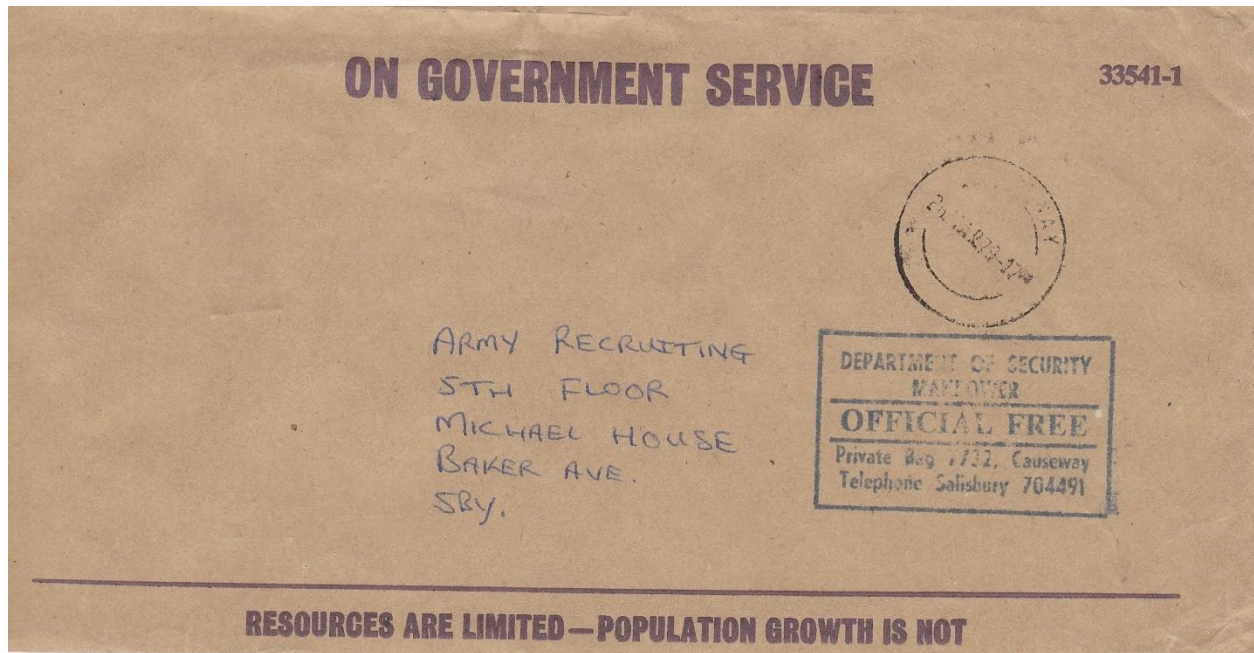 ON GOVERNMENT SERVICE
33541-1
ARMY RECRUITING
5TH FLOOR
MICHAEL HOUSE
BAKER AVE.
SBY.
DEPARTMENT OF SECURITY
MANPOWER
OFFICIAL FREE
Private Bag 7732, Causeway
Telephone Salisbury 704491
RESOURCES ARE LIMITED—POPULATION GROWTH IS NOT